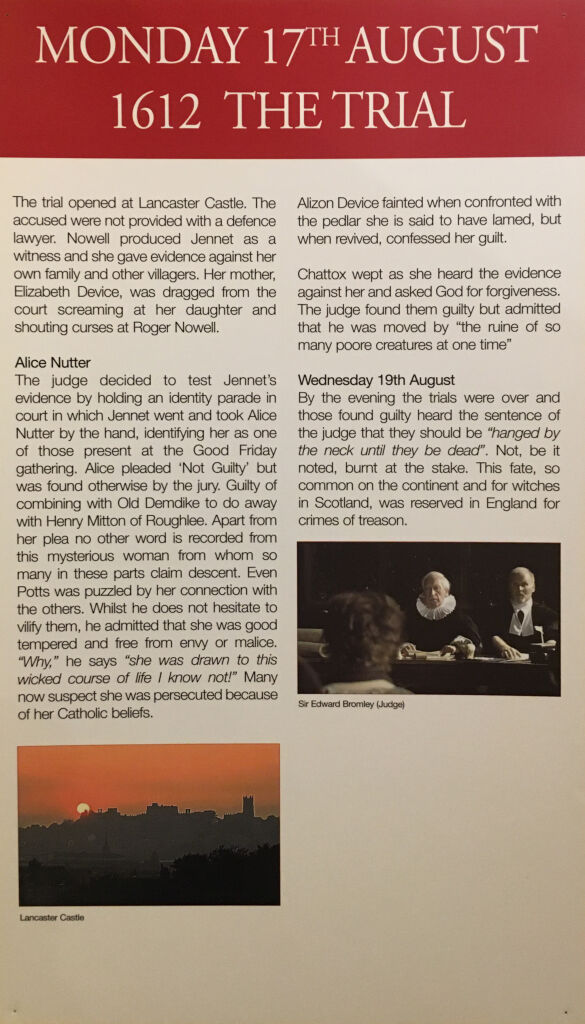 MONDAY 17TH AUGUST
1612 THE TRIAL
The trial opened at Lancaster Castle. The
accused were not provided with a defence
lawyer. Nowell produced Jennet as a
witness and she gave evidence against her
own family and other villagers. Her mother,
Elizabeth Device, was dragged from the
court screaming at her daughter and
shouting curses at Roger Nowell.
Alice Nutter
The judge decided to test Jennet's
evidence by holding an identity parade in
court in which Jennet went and took Alice
Nutter by the hand, identifying her as one
of those present at the Good Friday
gathering. Alice pleaded 'Not Guilty' but
was found otherwise by the jury. Guilty of
combining with Old Demdike to do away
with Henry Mitton of Roughlee. Apart from
her plea no other word is recorded from
this mysterious woman from whom so
many in these parts claim descent. Even
Potts was puzzled by her connection with
the others. Whilst he does not hesitate to
vilify them, he admitted that she was good
tempered and free from envy or malice.
"Why," he says "she was drawn to this
wicked course of life I know not!" Many
now suspect she was persecuted because
of her Catholic beliefs.
Lancaster Castle
Alizon Device fainted when confronted with
the pedlar she is said to have lamed, but
when revived, confessed her guilt.
Chattox wept as she heard the evidence
against her and asked God for forgiveness.
The judge found them guilty but admitted
that he was moved by "the ruine of so
many poore creatures at one time"
Wednesday 19th August
By the evening the trials were over and
those found guilty heard the sentence of
the judge that they should be "hanged by
the neck until they be dead". Not, be it
noted, burnt at the stake. This fate, so
common on the continent and for witches
in Scotland, was reserved in England for
crimes of treason.
Sir Edward Bromley (Judge)